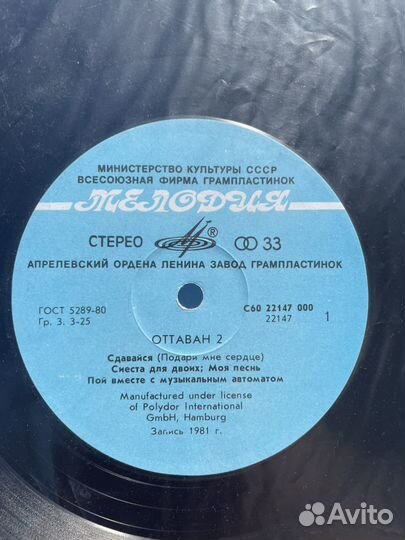 МИНИСТЕРСТВО КУЛЬТУРЫ СССР
ВСЕСОЮЗНАЯ ФИРМА ГРАМПЛАСТИНОК
МЕЛОДИЯ
СТЕРЕО ® 33
АПРЕЛЕВСКИЙ ОРДЕНА ЛЕНИНА ЗАВОД ГРАМПЛАСТИНОК
ГОСТ 5289-80
Гр. 3. 3-25
С60 22147 000
22147
1
ОТТАВАН 2
Сдавайся (Подари мне сердце)
Сиеста для двоих; Моя песнь
Пой вместе с музыкальным автоматом
Manufactured under license
of Polydor International
GmbH, Hamburg
Запись 1981 г.
Avito